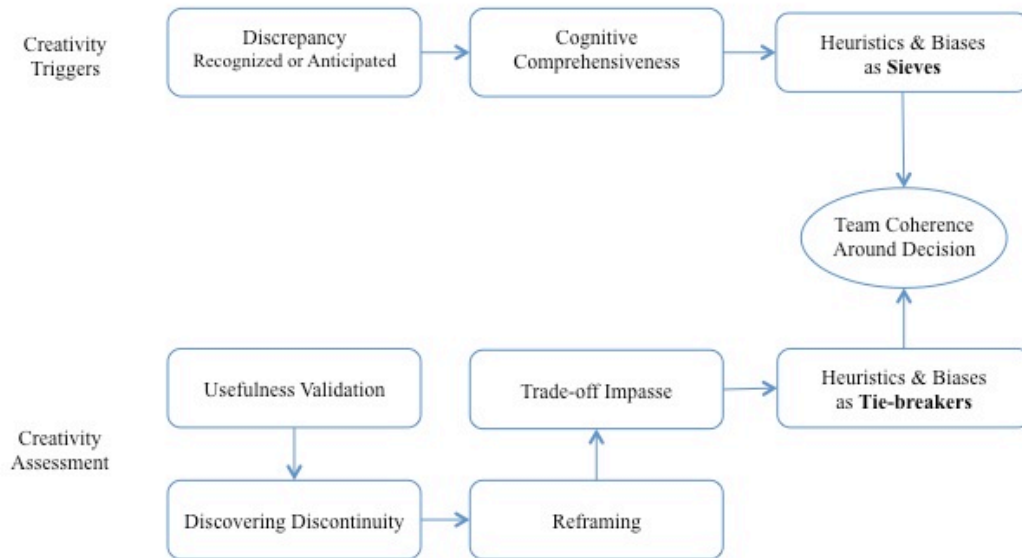 Creativity
Triggers
Discrepancy
Recognized or Anticipated
Cognitive
Comprehensiveness
Heuristics & Biases
as Sieves
Team Coherence
Around Decision
Creativity
Assessment
Usefulness Validation
Trade-off Impasse
Heuristics & Biases
as Tie-breakers
Discovering Discontinuity
Reframing